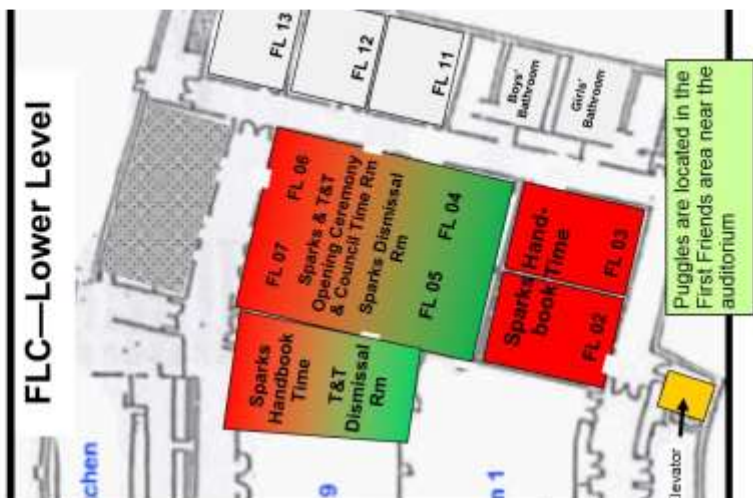 FLC—Lower Level
FL 13
FL 12
FL 11
Boys'
Bathroom
Girls'
Bathroom
FL 07
FL 06
Sparks & T&T
Opening Ceremony
& Council Time Rm
Sparks Dismissal
Rm
FL 05
FL 04
Sparks Hand-
book Time
FL 02
FL 03
Sparks
Handbook
Time
T&T
Dismissal
Rm
Puggles are located in the
First Friends area near the
auditorium
levator
chen
9
m 1